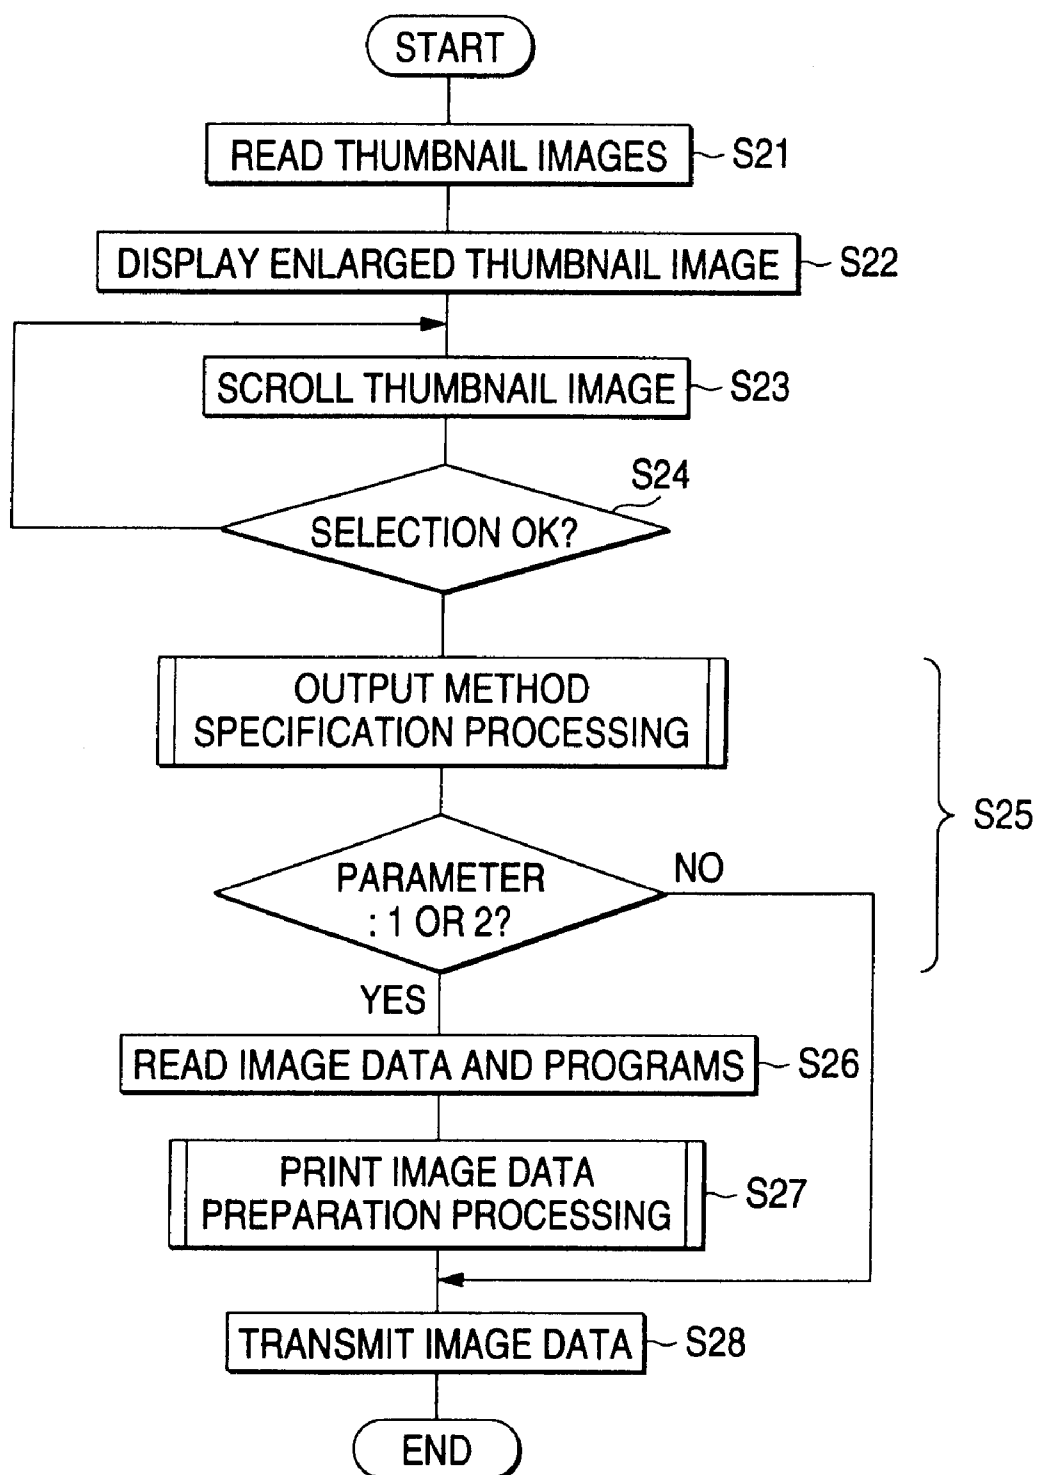 START
READ THUMBNAIL IMAGES
S21
DISPLAY ENLARGED THUMBNAIL IMAGE
S22
SCROLL THUMBNAIL IMAGE
S23
S24
SELECTION OK?
OUTPUT METHOD
SPECIFICATION PROCESSING
S25
PARAMETER
: 1 OR 2?
NO
YES
READ IMAGE DATA AND PROGRAMS
S26
PRINT IMAGE DATA
PREPARATION PROCESSING
S27
TRANSMIT IMAGE DATA
S28
END